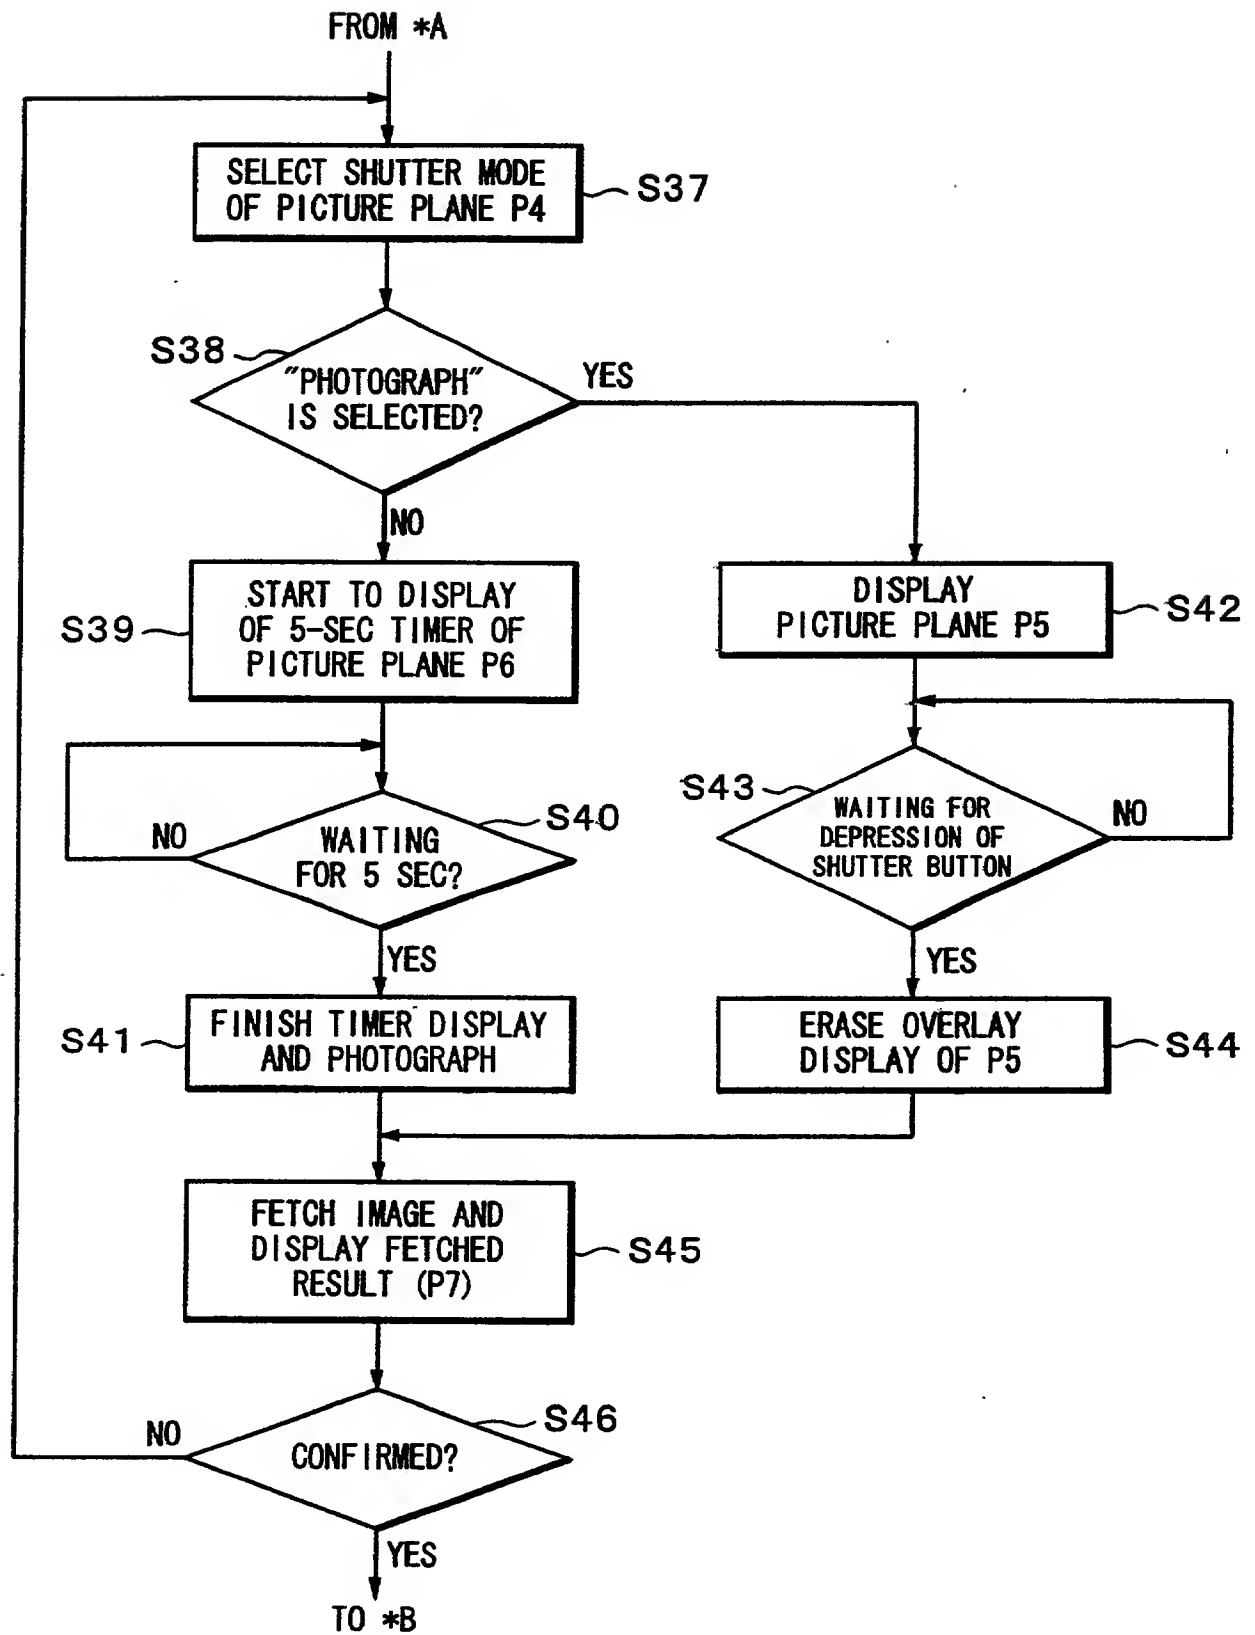 FROM *A
SELECT SHUTTER MODE
OF PICTURE PLANE P4
S37
S38
"PHOTOGRAPH"
IS SELECTED?
YES
NO
START TO DISPLAY
OF 5-SEC TIMER OF
PICTURE PLANE P6
S39
DISPLAY
PICTURE PLANE P5
S42
WAITING
FOR 5 SEC?
S40
NO
YES
S43
WAITING FOR
DEPRESSION OF
SHUTTER BUTTON
NO
YES
FINISH TIMER DISPLAY
AND PHOTOGRAPH
S41
ERASE OVERLAY
DISPLAY OF P5
S44
FETCH IMAGE AND
DISPLAY FETCHED
RESULT (P7)
S45
S46
CONFIRMED?
NO
YES
TO *B